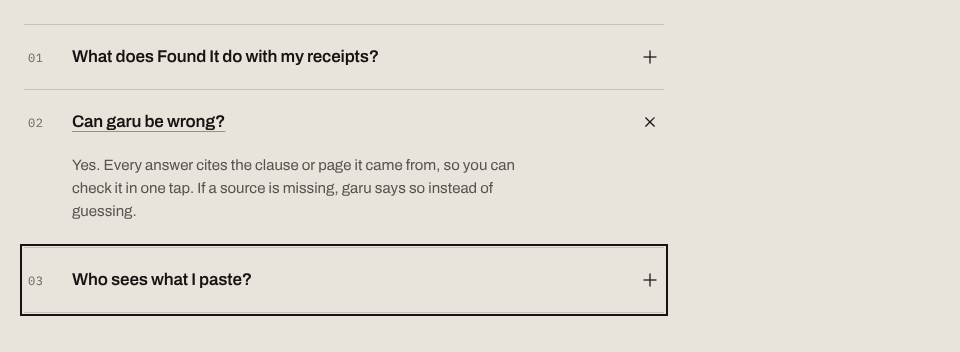 01 What does Found It do with my receipts?
02 Can garu be wrong?
Yes. Every answer cites the clause or page it came from, so you can
check it in one tap. If a source is missing, garu says so instead of
guessing.
03 Who sees what I paste?